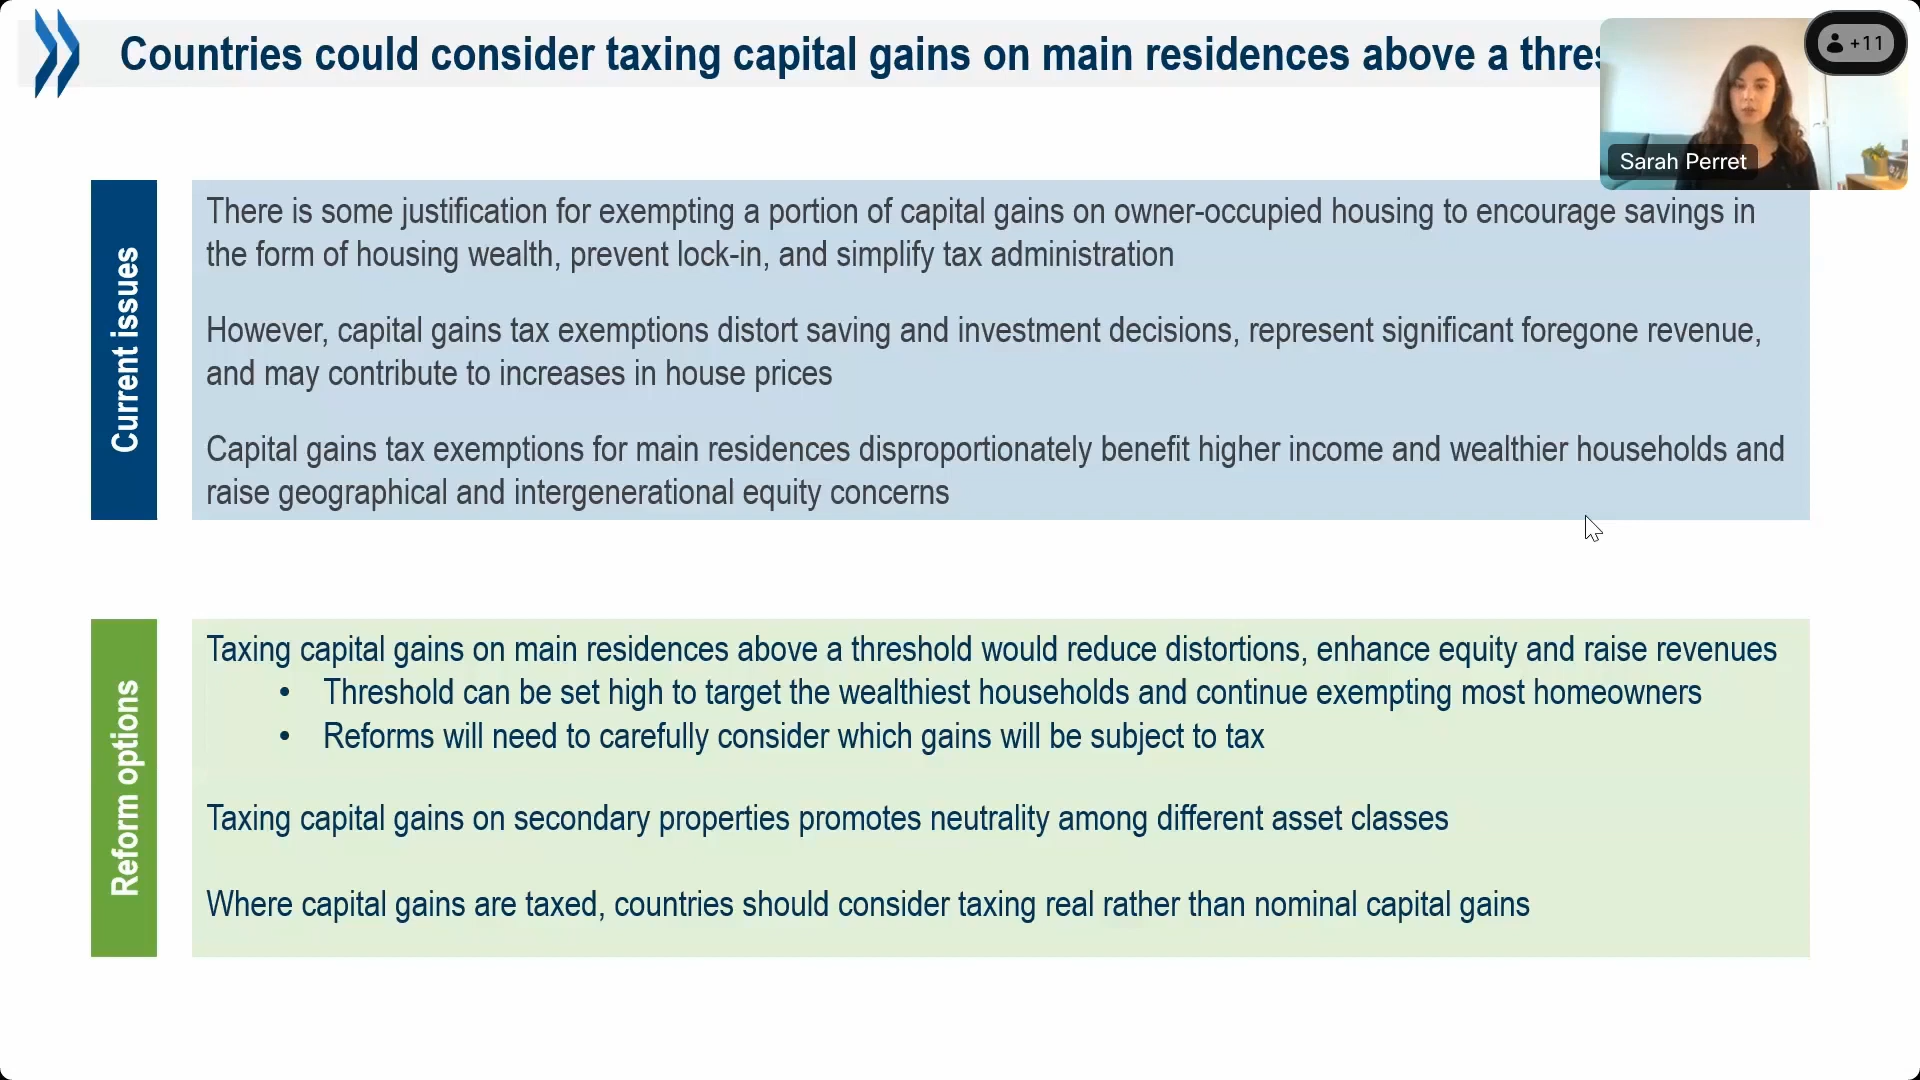 Countries could consider taxing capital gains on main residences above a
+11
Sarah Perret
Current issues
There is some justification for exempting a portion of capital gains on owner-occupied housing to encourage savings in
the form of housing wealth, prevent lock-in, and simplify tax administration
However, capital gains tax exemptions distort saving and investment decisions, represent significant foregone revenue,
and may contribute to increases in house prices
Capital gains tax exemptions for main residences disproportionately benefit higher income and wealthier households and
raise geographical and intergenerational equity concerns
Reform options
Taxing capital gains on main residences above a threshold would reduce distortions, enhance equity and raise revenues
• Threshold can be set high to target the wealthiest households and continue exempting most homeowners
• Reforms will need to carefully consider which gains will be subject to tax
Taxing capital gains on secondary properties promotes neutrality among different asset classes
Where capital gains are taxed, countries should consider taxing real rather than nominal capital gains